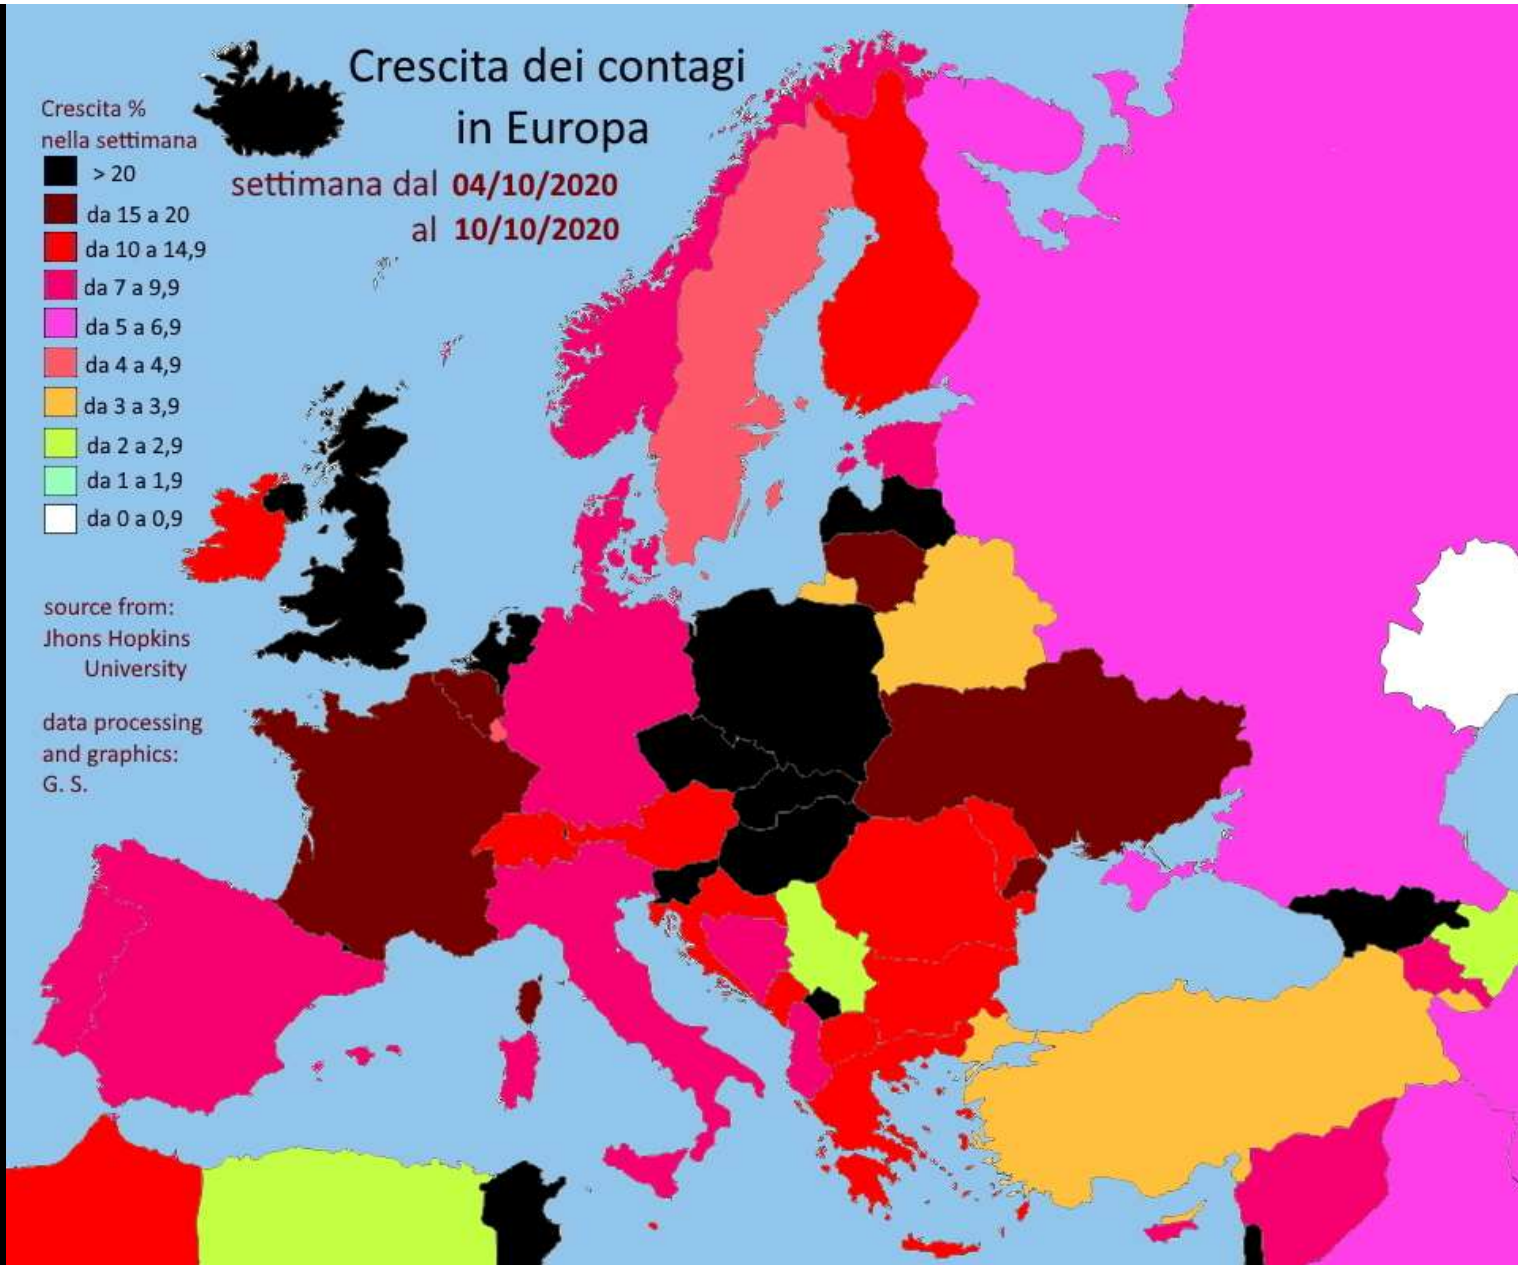 Crescita dei contagi
in Europa
settimana dal 04/10/2020
al 10/10/2020
Crescita %
nella settimana
> 20
da 15 a 20
da 10 a 14,9
da 7 a 9,9
da 5 a 6,9
da 4 a 4,9
da 3 a 3,9
da 2 a 2,9
da 1 a 1,9
da 0 a 0,9
source from:
Jhons Hopkins
University
data processing
and graphics:
G. S.